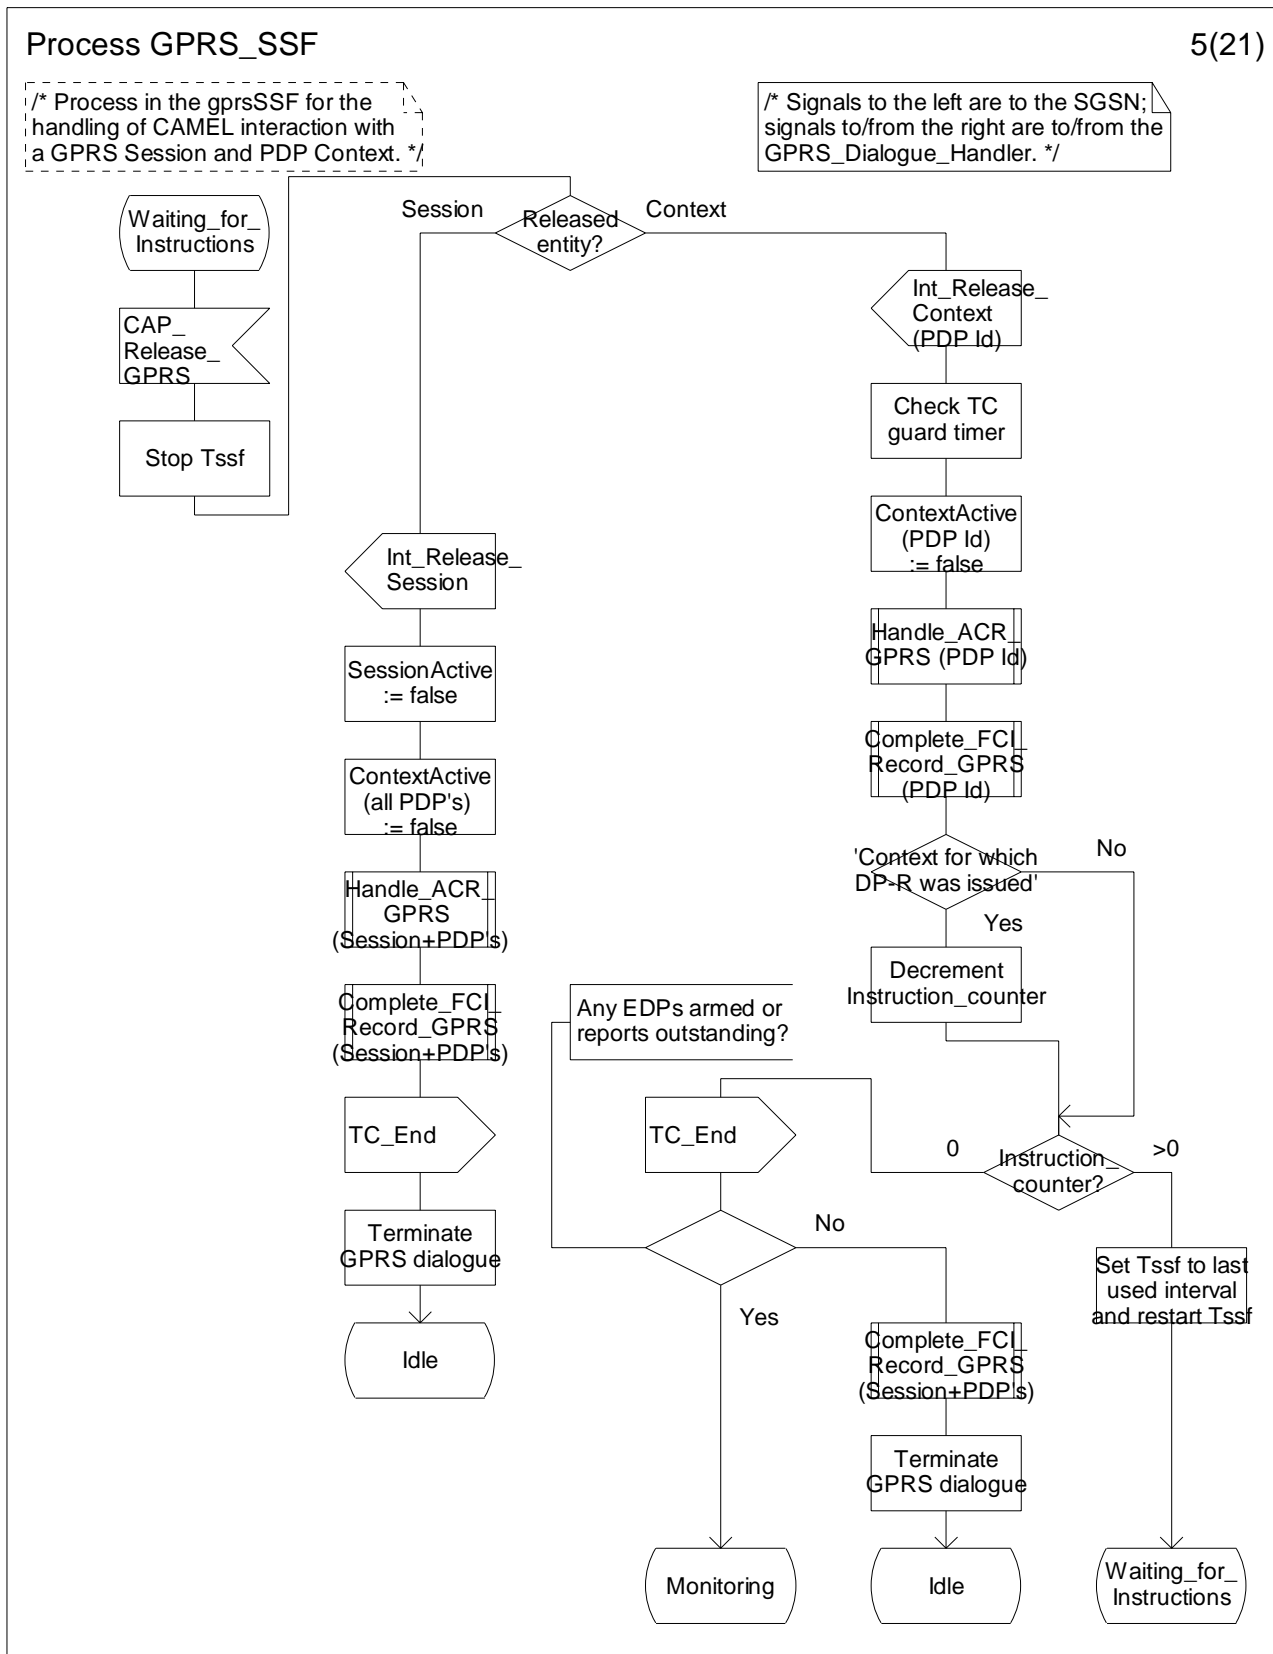 Process GPRS_SSF
5(21)
/* Process in the gprsSSF for the
handling of CAMEL interaction with
a GPRS Session and PDP Context. */
/* Signals to the left are to the SGSN;
signals to/from the right are to/from the
GPRS_Dialogue_Handler. */
Waiting_for_
Instructions
CAP_
Release_
GPRS
Stop Tssf
Session
Released
entity?
Context
Int_Release_
Session
SessionActive
:= false
ContextActive
(all PDP's)
:= false
Handle_ACR_
GPRS
(Session+PDP's)
Complete_FCI_
Record_GPRS
(Session+PDP's)
TC_End
Terminate
GPRS dialogue
Idle
Int_Release_
Context
(PDP Id)
Check TC
guard timer
ContextActive
(PDP Id)
:= false
Handle_ACR_
GPRS (PDP Id)
Complete_FCI_
Record_GPRS
(PDP Id)
'Context for which
DP-R was issued'
No
Yes
Decrement
Instruction_counter
Any EDPs armed or
reports outstanding?
TC_End
0
Instruction_
counter?
>0
No
Yes
Set Tssf to last
used interval
and restart Tssf
Complete_FCI_
Record_GPRS
(Session+PDP's)
Terminate
GPRS dialogue
Monitoring
Idle
Waiting_for_
Instructions